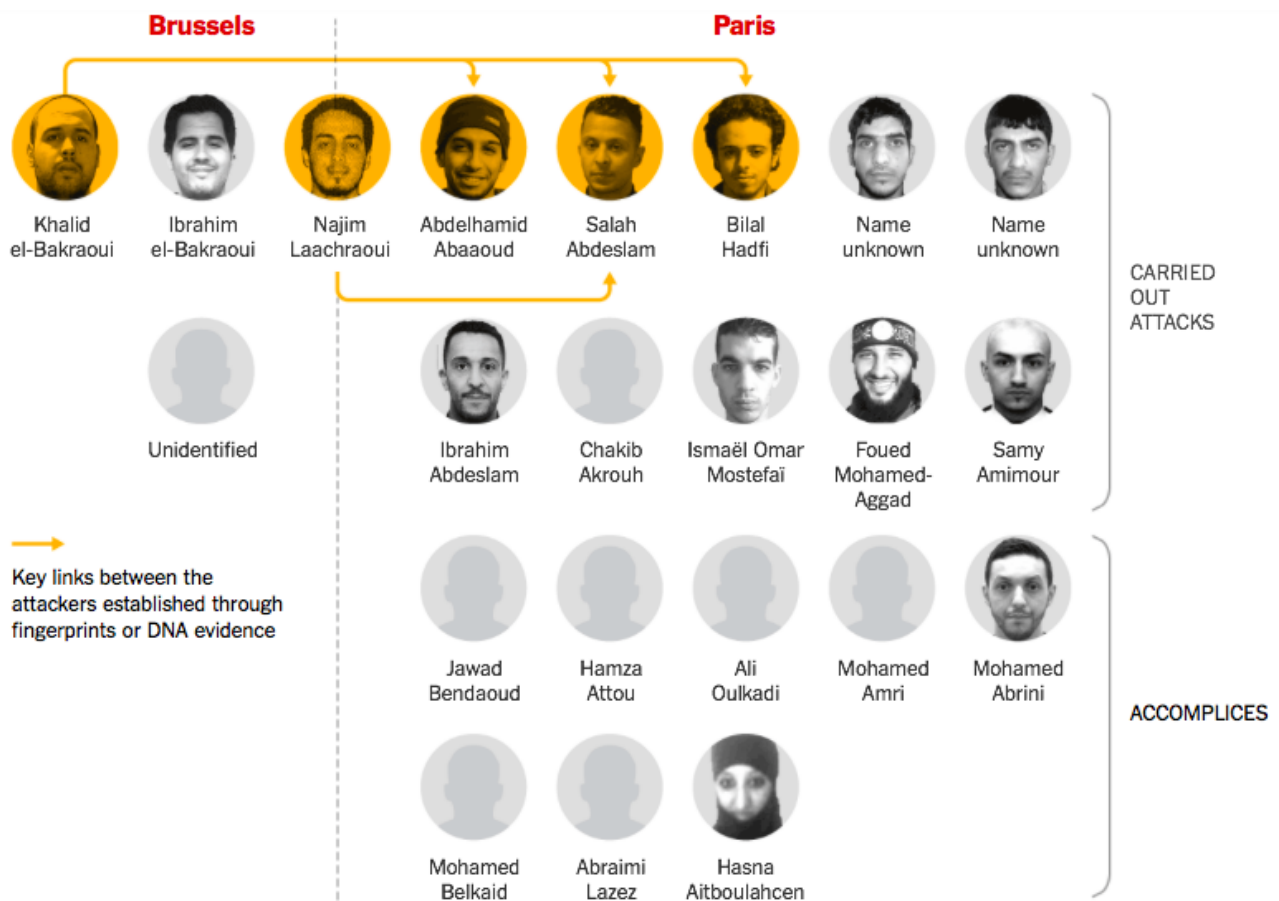 Brussels
Paris
Khalid
el-Bakraoui
Ibrahim
el-Bakraoui
Najim
Laachraoui
Abdelhamid
Abaaoud
Salah
Abdeslam
Bilal
Hadfi
Name
unknown
Name
unknown
CARRIED
OUT
ATTACKS
Unidentified
Ibrahim
Abdeslam
Chakib
Akrouh
Ismaël Omar
Mostefaï
Foued
Mohamed-
Aggad
Samy
Amimour
Key links between the
attackers established through
fingerprints or DNA evidence
Jawad
Bendaoud
Hamza
Attou
Ali
Oulkadi
Mohamed
Amri
Mohamed
Abrini
ACCOMPLICES
Mohamed
Belkaid
Abraimi
Lazez
Hasna
Aitboulahcen